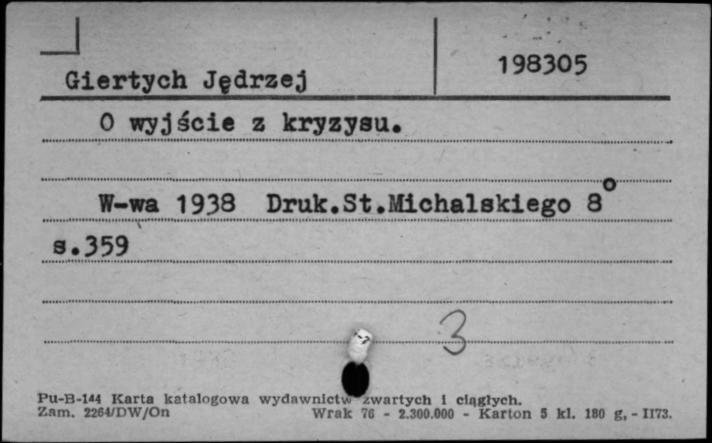 198305
Giertych Jędrzej
O wyjście z kryzysu.
W-wa 1938 Druk.St.Michalskiego 8°
s.359
3
Pu-B-144 Karta katalogowa wydawnictw zwartych i ciągłych.
Zam. 2264/DW/On Wrak 76 - 2.300.000 - Karton 5 kl. 180 g, - II73.